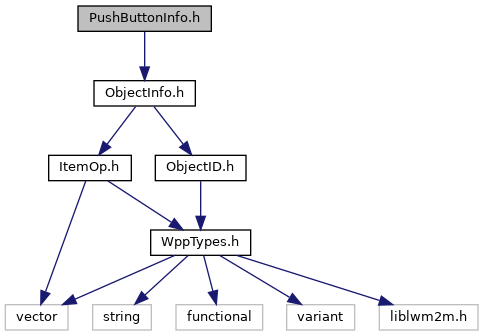 PushButtonInfo.h
ObjectInfo.h
ItemOp.h ObjectID.h
WppTypes.h
vector string functional variant liblwm2m.h